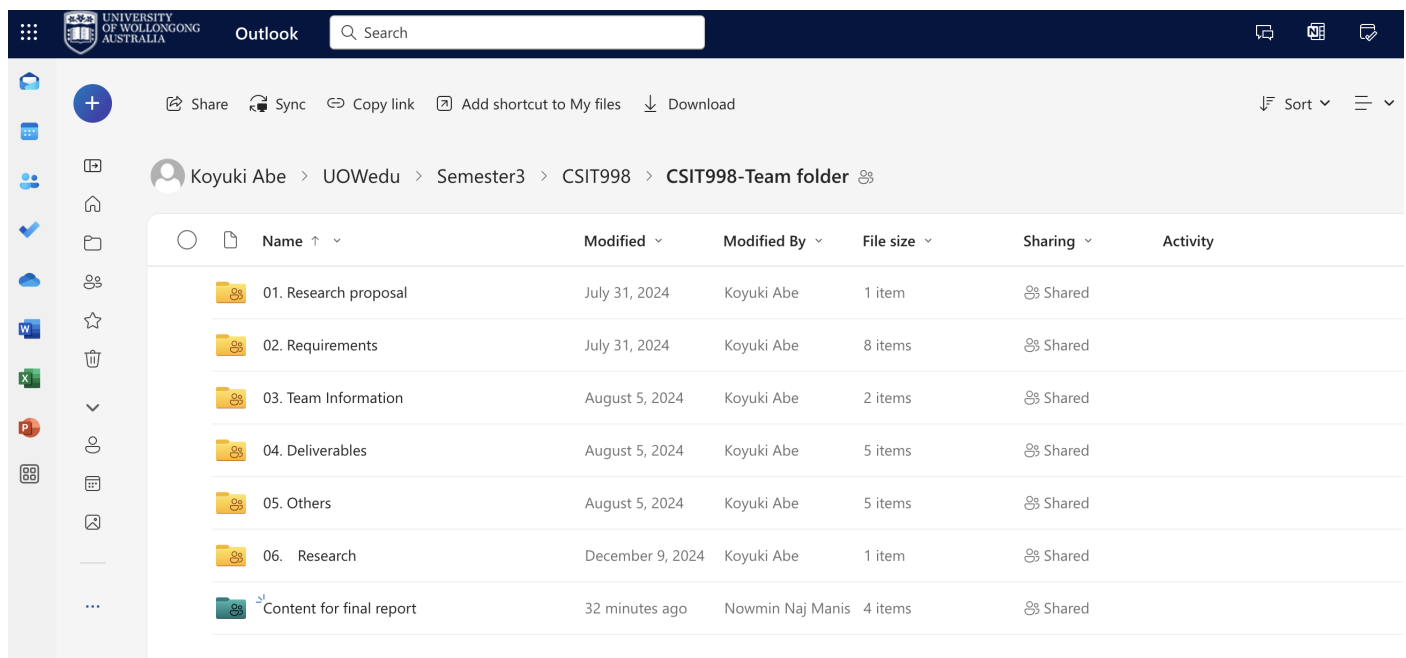 UNIVERSITY
OF WOLLONGONG
AUSTRALIA
Outlook
Search
Share Sync Copy link Add shortcut to My files Download Sort
Koyuki Abe > UOWedu > Semester3 > CSIT998 > CSIT998-Team folder
Name Modified Modified By File size Sharing Activity
01. Research proposal July 31, 2024 Koyuki Abe 1 item Shared
02. Requirements July 31, 2024 Koyuki Abe 8 items Shared
03. Team Information August 5, 2024 Koyuki Abe 2 items Shared
04. Deliverables August 5, 2024 Koyuki Abe 5 items Shared
05. Others August 5, 2024 Koyuki Abe 5 items Shared
06. Research December 9, 2024 Koyuki Abe 1 item Shared
Content for final report 32 minutes ago Nowmin Naj Manis 4 items Shared